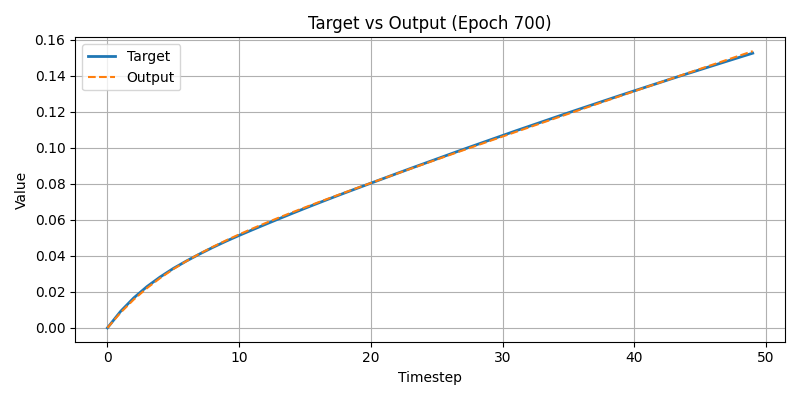 Target vs Output (Epoch 700)
Target
Output
0.16
0.14
0.12
0.10
0.08
0.06
0.04
0.02
0.00
Value
0 10 20 30 40 50
Timestep